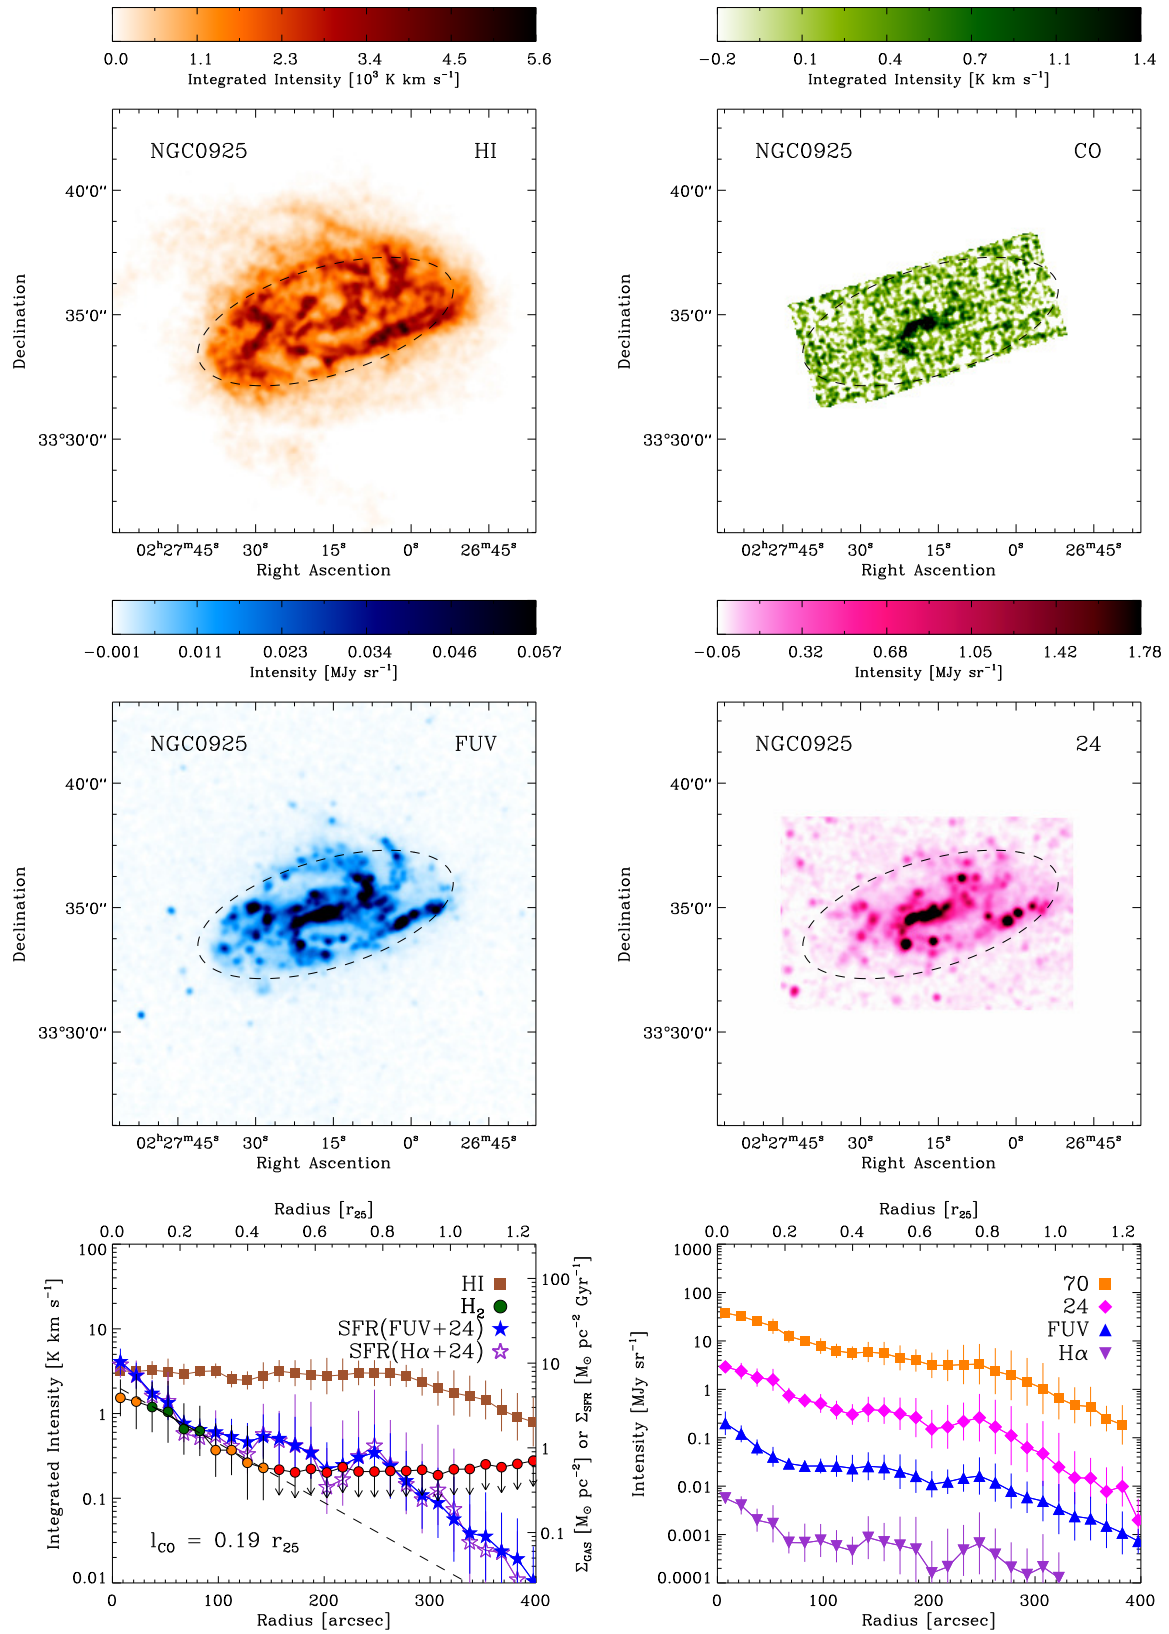 0.0 1.1 2.3 3.4 4.5 5.6
Integrated Intensity [10³ K km s⁻¹]
NGC0925 HI
40′0″
35′0″
33°30′0″
Declination
02ʰ27ᵐ45ˢ 30ˢ 15ˢ 0ˢ 26ᵐ45ˢ
Right Ascention
−0.2 0.1 0.4 0.7 1.1 1.4
Integrated Intensity [K km s⁻¹]
NGC0925 CO
40′0″
35′0″
33°30′0″
Declination
02ʰ27ᵐ45ˢ 30ˢ 15ˢ 0ˢ 26ᵐ45ˢ
Right Ascention
−0.001 0.011 0.023 0.034 0.046 0.057
Intensity [MJy sr⁻¹]
NGC0925 FUV
40′0″
35′0″
33°30′0″
Declination
02ʰ27ᵐ45ˢ 30ˢ 15ˢ 0ˢ 26ᵐ45ˢ
Right Ascention
−0.05 0.32 0.68 1.05 1.42 1.78
Intensity [MJy sr⁻¹]
NGC0925 24
40′0″
35′0″
33°30′0″
Declination
02ʰ27ᵐ45ˢ 30ˢ 15ˢ 0ˢ 26ᵐ45ˢ
Right Ascention
Radius [r₂₅]
0.0 0.2 0.4 0.6 0.8 1.0 1.2
100
10
1
0.1
0.01
Integrated Intensity [K km s⁻¹]
HI
H₂
SFR(FUV+24)
SFR(Hα+24)
l_CO = 0.19 r₂₅
100
10
1
0.1
Σ_GAS [M⊙ pc⁻²] or Σ_SFR [M⊙ pc⁻² Gyr⁻¹]
0 100 200 300 400
Radius [arcsec]
Radius [r₂₅]
0.0 0.2 0.4 0.6 0.8 1.0 1.2
1000
100
10
1
0.1
0.01
0.001
0.0001
Intensity [MJy sr⁻¹]
70
24
FUV
Hα
0 100 200 300 400
Radius [arcsec]